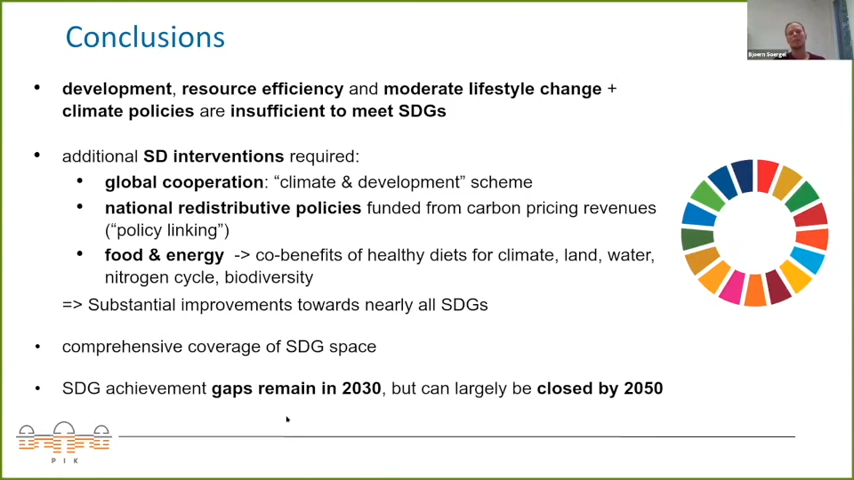 Conclusions
Bjoern Soergel
• development, resource efficiency and moderate lifestyle change +
climate policies are insufficient to meet SDGs
• additional SD interventions required:
• global cooperation: “climate & development” scheme
• national redistributive policies funded from carbon pricing revenues
(“policy linking”)
• food & energy -> co-benefits of healthy diets for climate, land, water,
nitrogen cycle, biodiversity
=> Substantial improvements towards nearly all SDGs
• comprehensive coverage of SDG space
• SDG achievement gaps remain in 2030, but can largely be closed by 2050
P I K